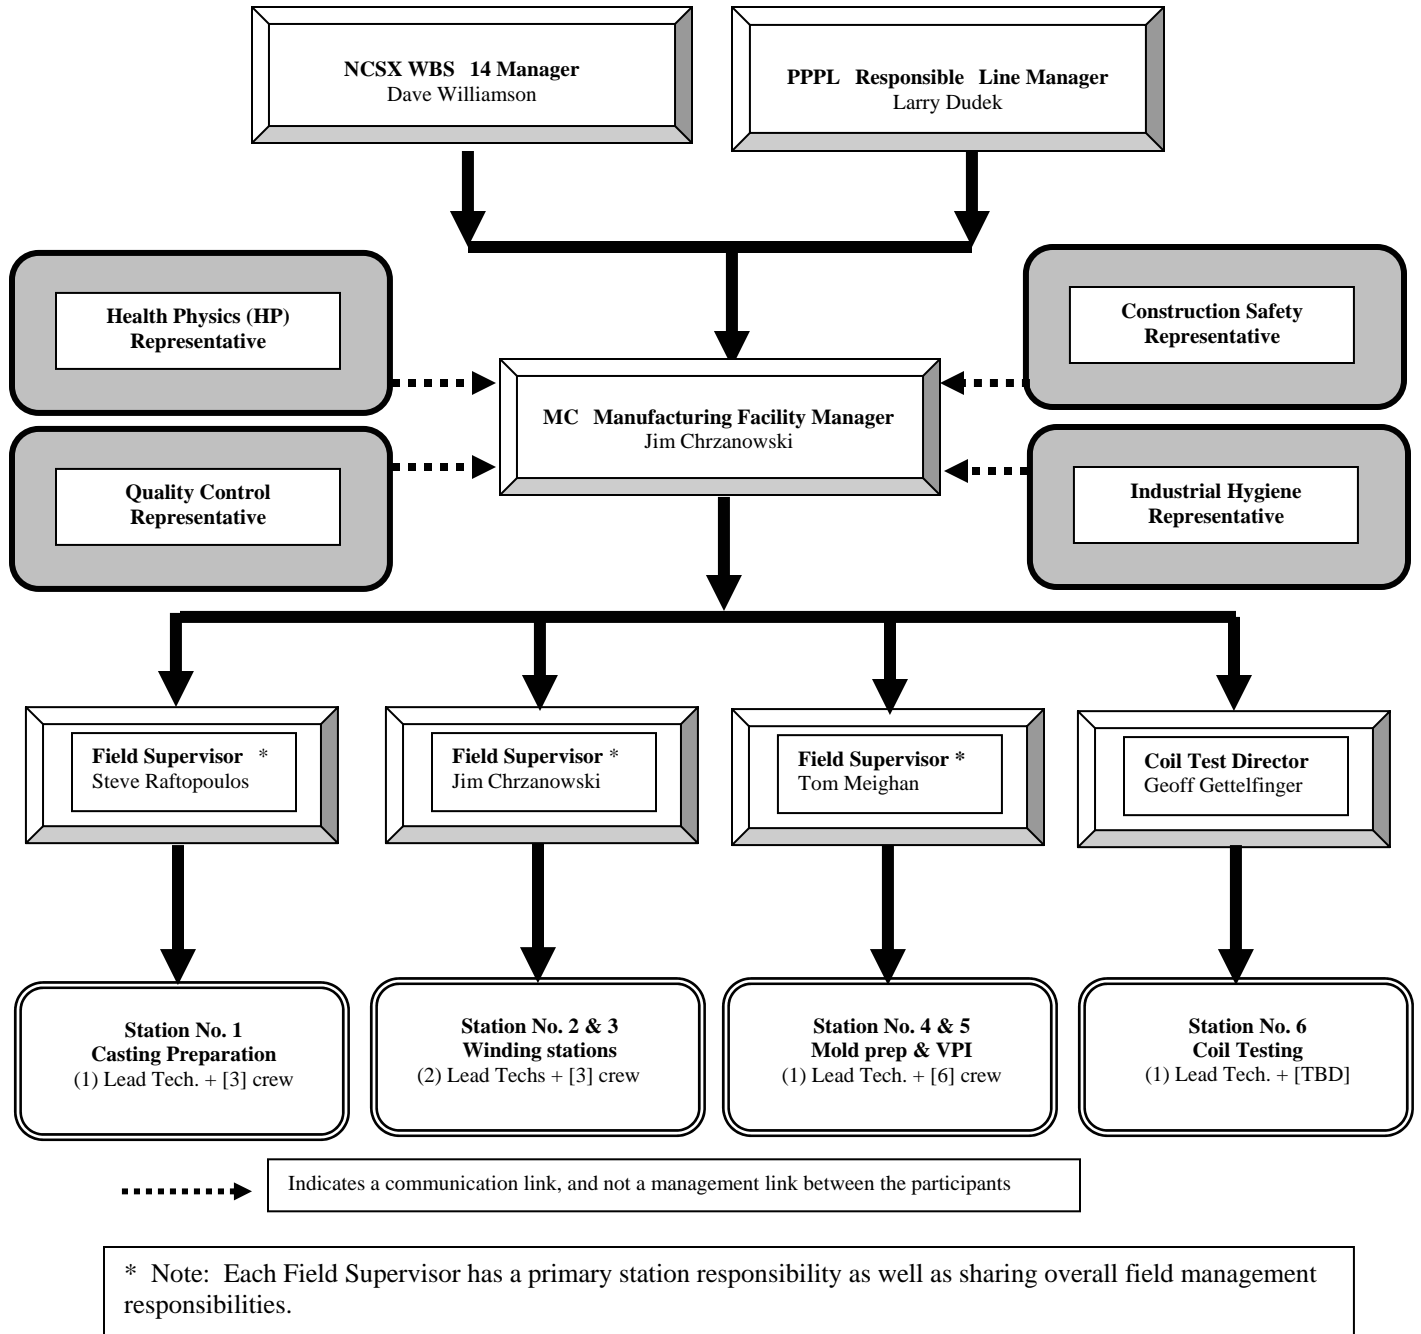 NCSX WBS 14 Manager
Dave Williamson
PPPL Responsible Line Manager
Larry Dudek
Health Physics (HP)
Representative
Construction Safety
Representative
MC Manufacturing Facility Manager
Jim Chrzanowski
Quality Control
Representative
Industrial Hygiene
Representative
Field Supervisor *
Steve Raftopoulos
Field Supervisor *
Jim Chrzanowski
Field Supervisor *
Tom Meighan
Coil Test Director
Geoff Gettelfinger
Station No. 1
Casting Preparation
(1) Lead Tech. + [3] crew
Station No. 2 & 3
Winding stations
(2) Lead Techs + [3] crew
Station No. 4 & 5
Mold prep & VPI
(1) Lead Tech. + [6] crew
Station No. 6
Coil Testing
(1) Lead Tech. + [TBD]
Indicates a communication link, and not a management link between the participants
* Note: Each Field Supervisor has a primary station responsibility as well as sharing overall field management
responsibilities.